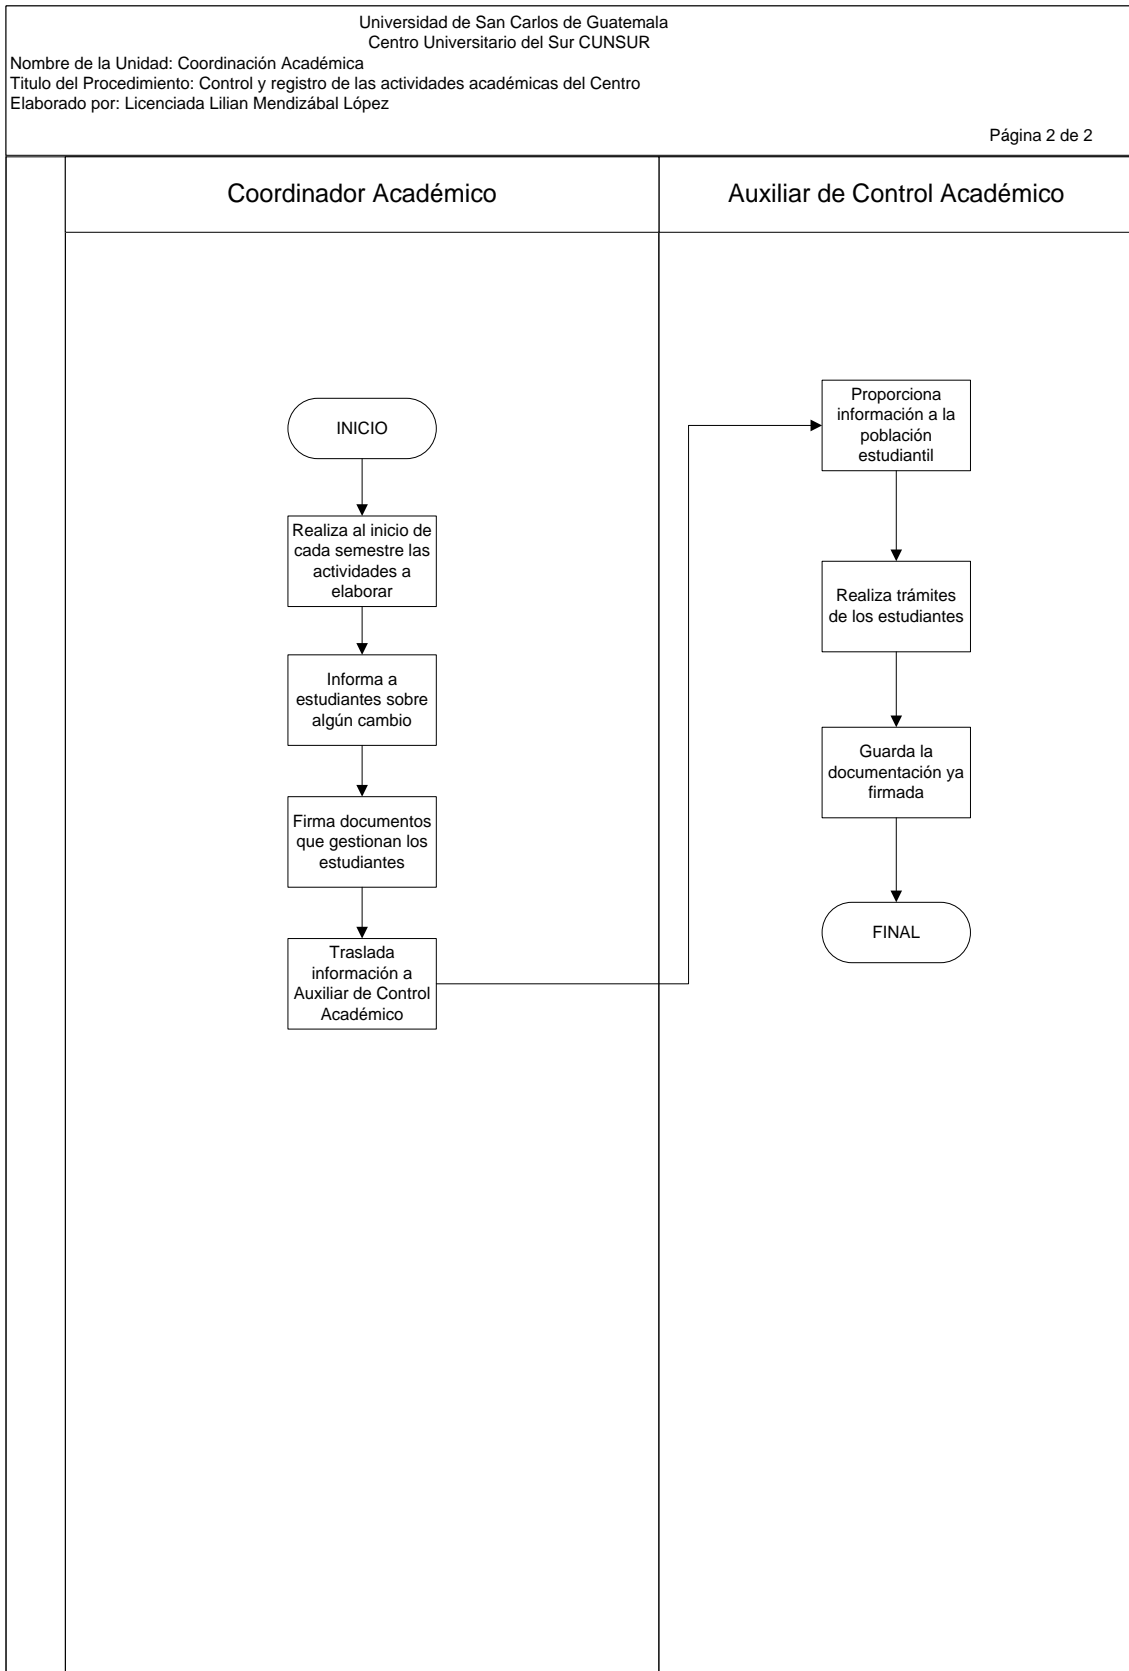 Universidad de San Carlos de Guatemala
Centro Universitario del Sur CUNSUR
Nombre de la Unidad: Coordinación Académica
Titulo del Procedimiento: Control y registro de las actividades académicas del Centro
Elaborado por: Licenciada Lilian Mendizábal López
Página 2 de 2
Coordinador Académico
Auxiliar de Control Académico
INICIO
Realiza al inicio de
cada semestre las
actividades a
elaborar
Informa a
estudiantes sobre
algún cambio
Firma documentos
que gestionan los
estudiantes
Traslada
información a
Auxiliar de Control
Académico
Proporciona
información a la
población
estudiantil
Realiza trámites
de los estudiantes
Guarda la
documentación ya
firmada
FINAL